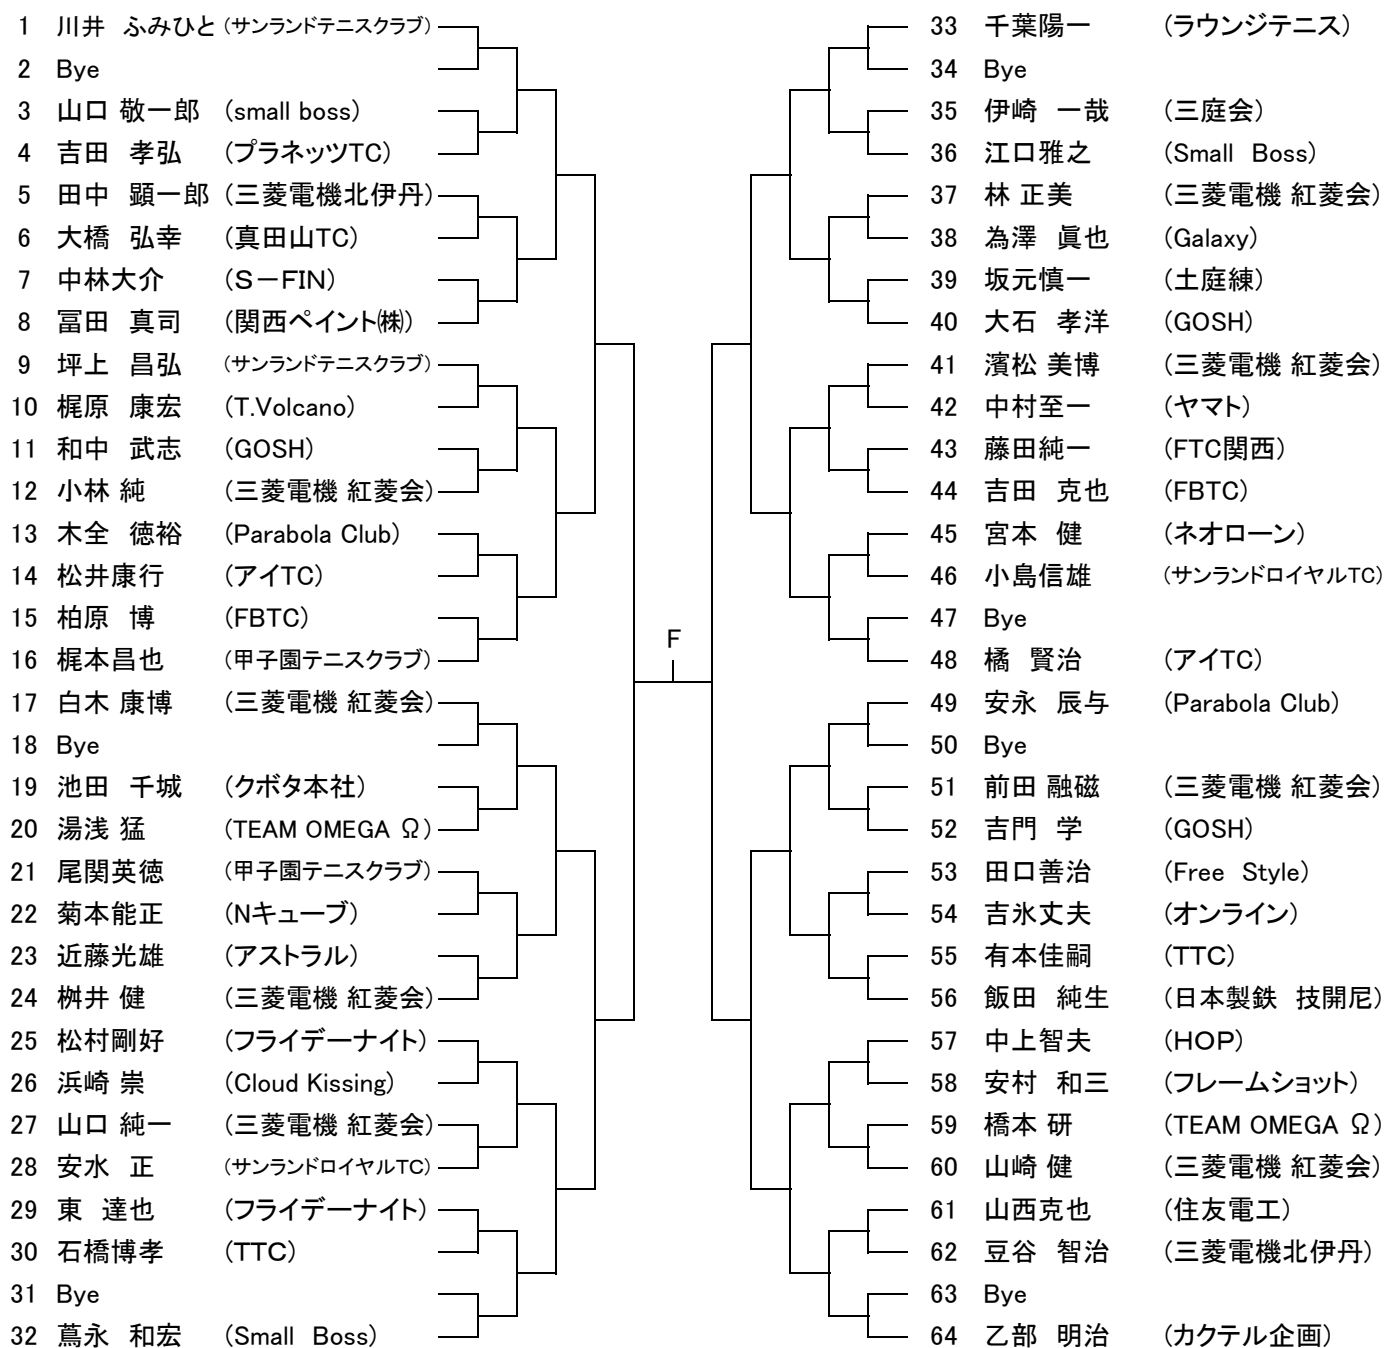 1 川井 ふみひと (サンランドテニスクラブ)
2 Bye
3 山口 敬一郎 (small boss)
4 吉田 孝弘 (プラネッツTC)
5 田中 顕一郎 (三菱電機北伊丹)
6 大橋 弘幸 (真田山TC)
7 中林大介 (S－FIN)
8 冨田 真司 (関西ペイント㈱)
9 坪上 昌弘 (サンランドテニスクラブ)
10 梶原 康宏 (T.Volcano)
11 和中 武志 (GOSH)
12 小林 純 (三菱電機 紅菱会)
13 木全 徳裕 (Parabola Club)
14 松井康行 (アイTC)
15 柏原 博 (FBTC)
16 梶本昌也 (甲子園テニスクラブ)
17 白木 康博 (三菱電機 紅菱会)
18 Bye
19 池田 千城 (クボタ本社)
20 湯浅 猛 (TEAM OMEGA Ω)
21 尾関英徳 (甲子園テニスクラブ)
22 菊本能正 (Nキューブ)
23 近藤光雄 (アストラル)
24 桝井 健 (三菱電機 紅菱会)
25 松村剛好 (フライデーナイト)
26 浜崎 崇 (Cloud Kissing)
27 山口 純一 (三菱電機 紅菱会)
28 安水 正 (サンランドロイヤルTC)
29 東 達也 (フライデーナイト)
30 石橋博孝 (TTC)
31 Bye
32 蔦永 和宏 (Small Boss)
F
33 千葉陽一 (ラウンジテニス)
34 Bye
35 伊崎 一哉 (三庭会)
36 江口雅之 (Small Boss)
37 林 正美 (三菱電機 紅菱会)
38 為澤 眞也 (Galaxy)
39 坂元慎一 (土庭練)
40 大石 孝洋 (GOSH)
41 濱松 美博 (三菱電機 紅菱会)
42 中村至一 (ヤマト)
43 藤田純一 (FTC関西)
44 吉田 克也 (FBTC)
45 宮本 健 (ネオローン)
46 小島信雄 (サンランドロイヤルTC)
47 Bye
48 橘 賢治 (アイTC)
49 安永 辰与 (Parabola Club)
50 Bye
51 前田 融磁 (三菱電機 紅菱会)
52 吉門 学 (GOSH)
53 田口善治 (Free Style)
54 吉氷丈夫 (オンライン)
55 有本佳嗣 (TTC)
56 飯田 純生 (日本製鉄 技開尼)
57 中上智夫 (HOP)
58 安村 和三 (フレームショット)
59 橋本 研 (TEAM OMEGA Ω)
60 山崎 健 (三菱電機 紅菱会)
61 山西克也 (住友電工)
62 豆谷 智治 (三菱電機北伊丹)
63 Bye
64 乙部 明治 (カクテル企画)